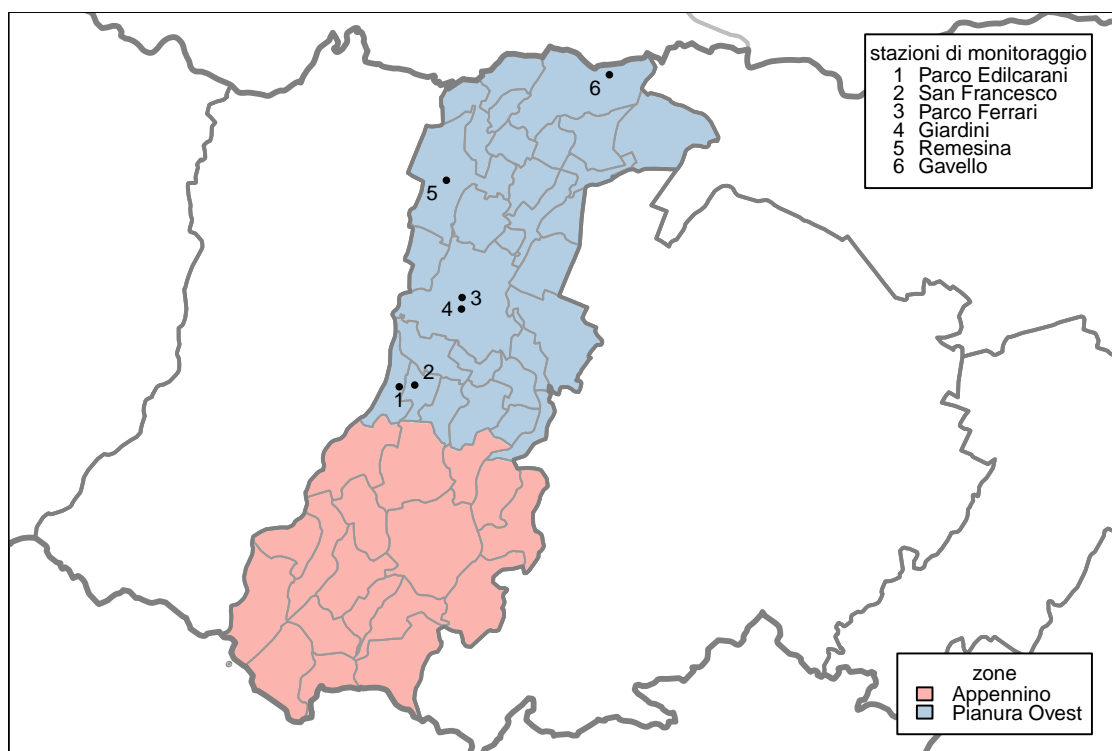 stazioni di monitoraggio
1 Parco Edilcarani
2 San Francesco
3 Parco Ferrari
4 Giardini
5 Remesina
6 Gavello
6
5
3
4
2
1
zone
Appennino
Pianura Ovest